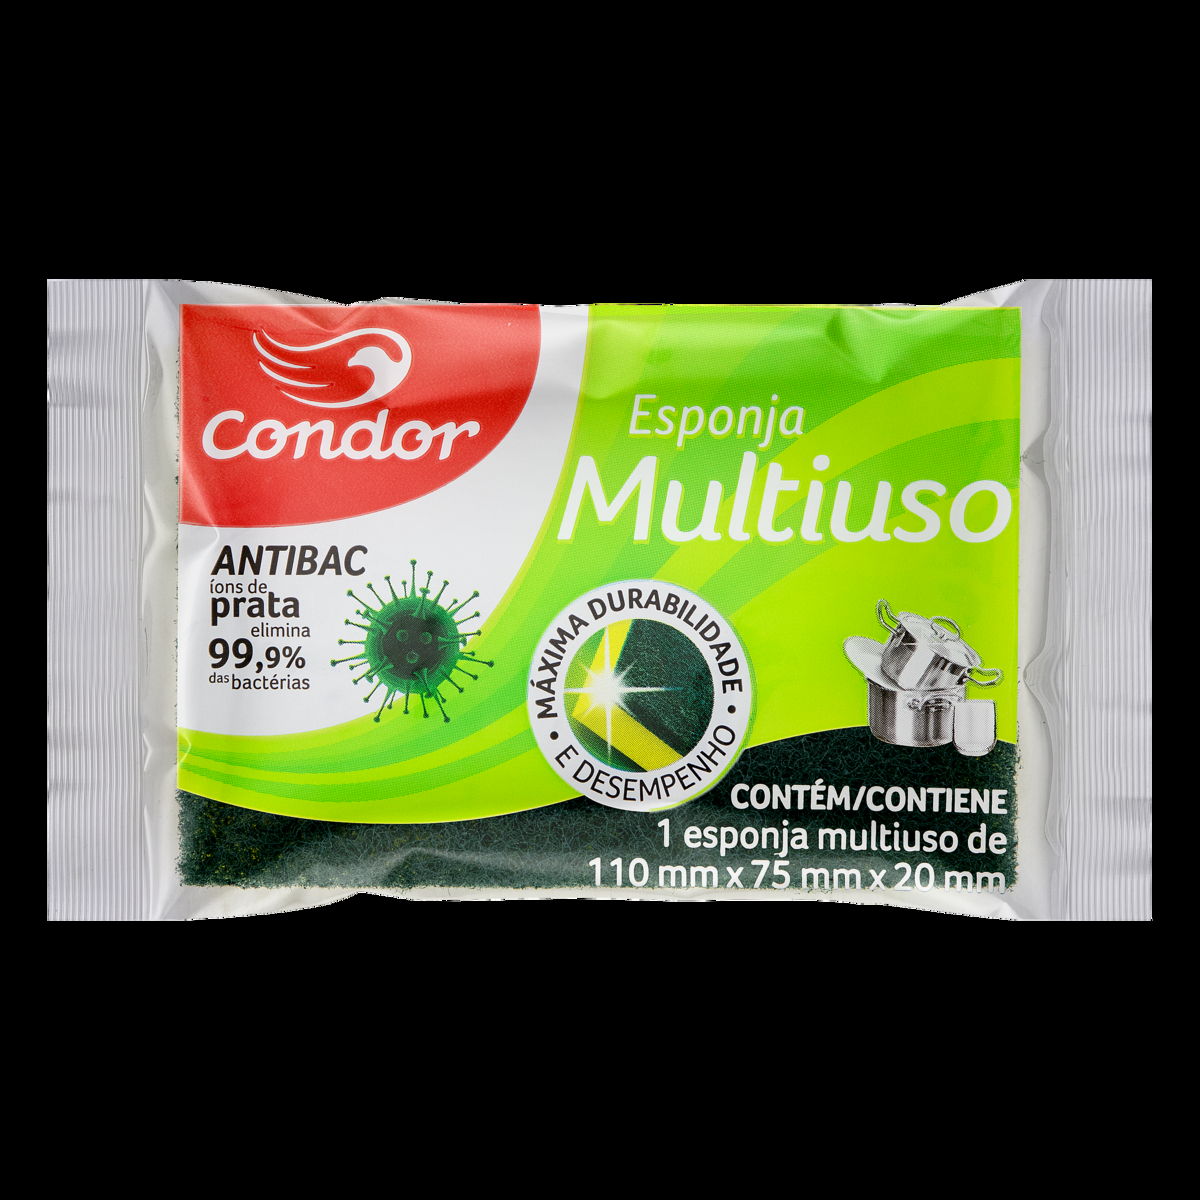 Condor
Esponja
Multiuso
ANTIBAC
íons de
prata
elimina
99,9%
das bactérias
• MÁXIMA DURABILIDADE •
E DESEMPENHO
CONTÉM/CONTIENE
1 esponja multiuso de
110 mm x 75 mm x 20 mm